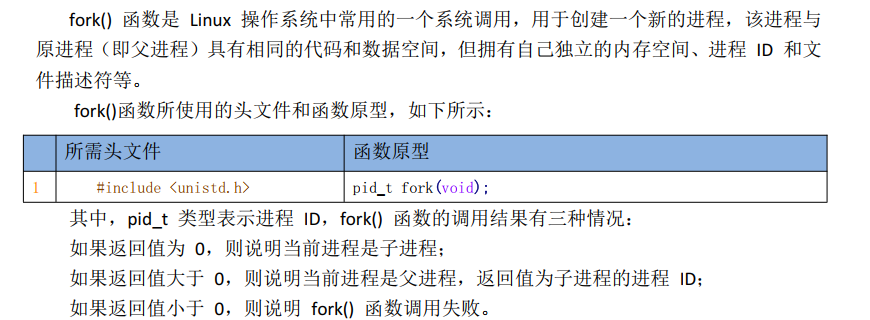 fork() 函数是 Linux 操作系统中常用的一个系统调用，用于创建一个新的进程，该进程与
原进程（即父进程）具有相同的代码和数据空间，但拥有自己独立的内存空间、进程 ID 和文
件描述符等。
fork()函数所使用的头文件和函数原型，如下所示：
所需头文件 函数原型
1 #include <unistd.h> pid_t fork(void);
其中，pid_t 类型表示进程 ID，fork() 函数的调用结果有三种情况：
如果返回值为 0，则说明当前进程是子进程；
如果返回值大于 0，则说明当前进程是父进程，返回值为子进程的进程 ID；
如果返回值小于 0，则说明 fork() 函数调用失败。